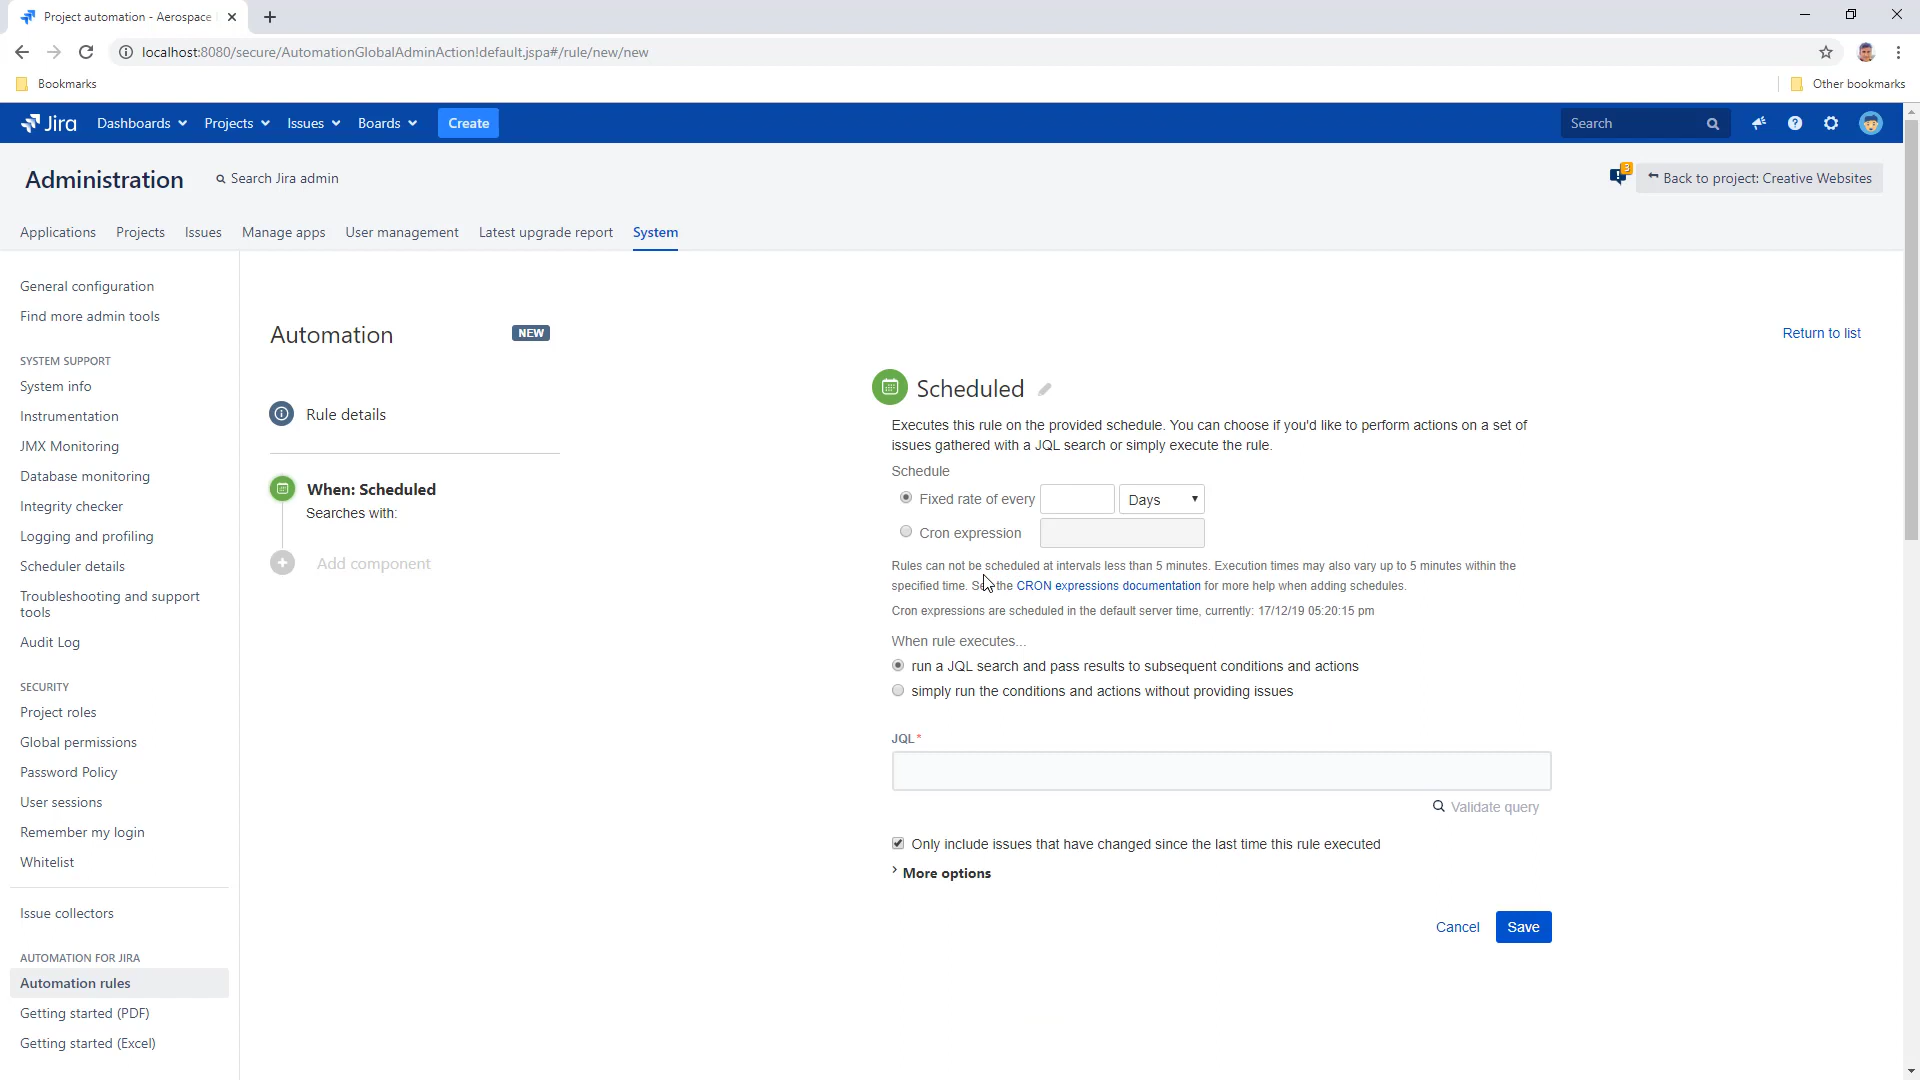 Project automation - Aerospace
localhost:8080/secure/AutomationGlobalAdminAction!default.jspa#/rule/new/new
Bookmarks
Other bookmarks
Jira
Dashboards
Projects
Issues
Boards
Create
Search
Administration
Search Jira admin
3
Back to project: Creative Websites
Applications
Projects
Issues
Manage apps
User management
Latest upgrade report
System
General configuration
Find more admin tools
SYSTEM SUPPORT
System info
Instrumentation
JMX Monitoring
Database monitoring
Integrity checker
Logging and profiling
Scheduler details
Troubleshooting and support
tools
Audit Log
SECURITY
Project roles
Global permissions
Password Policy
User sessions
Remember my login
Whitelist
Issue collectors
AUTOMATION FOR JIRA
Automation rules
Getting started (PDF)
Getting started (Excel)
Automation
NEW
Return to list
Rule details
When: Scheduled
Searches with:
Add component
Scheduled
Executes this rule on the provided schedule. You can choose if you'd like to perform actions on a set of
issues gathered with a JQL search or simply execute the rule.
Schedule
Fixed rate of every
Days
Cron expression
Rules can not be scheduled at intervals less than 5 minutes. Execution times may also vary up to 5 minutes within the
specified time. See the CRON expressions documentation for more help when adding schedules.
Cron expressions are scheduled in the default server time, currently: 17/12/19 05:20:15 pm
When rule executes...
run a JQL search and pass results to subsequent conditions and actions
simply run the conditions and actions without providing issues
JQL*
Validate query
Only include issues that have changed since the last time this rule executed
More options
Cancel
Save